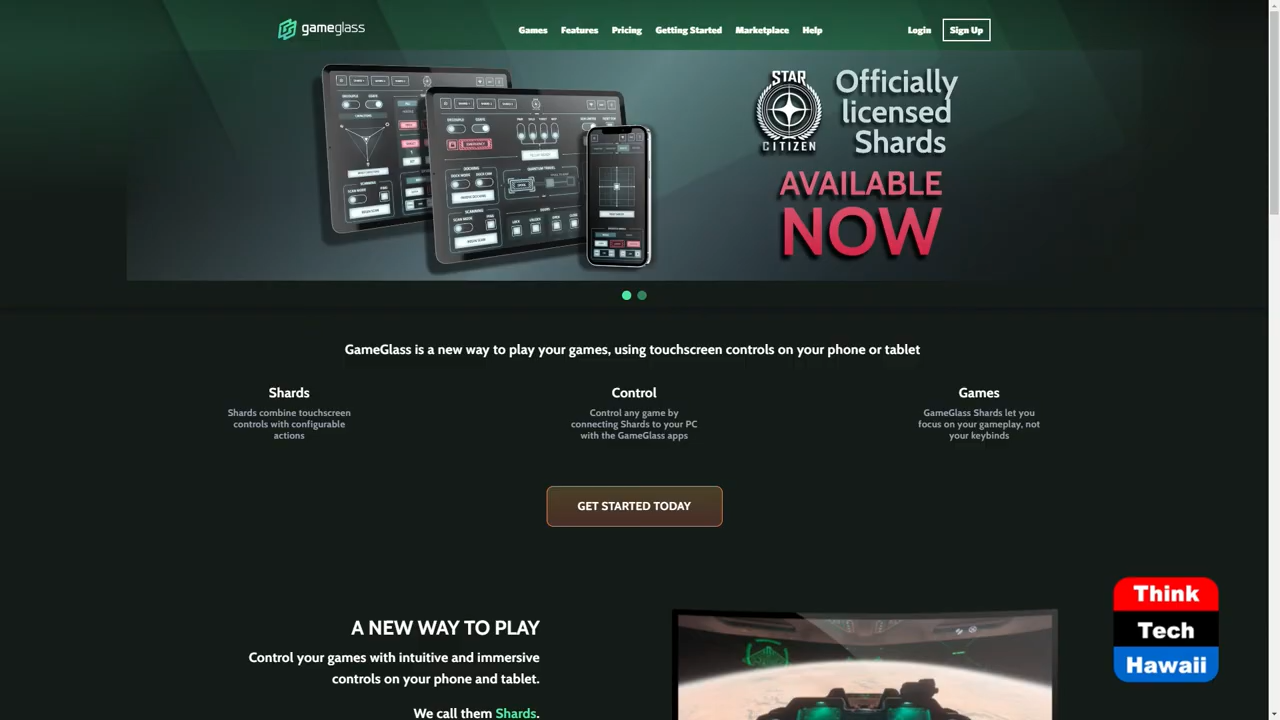 gameglass
Games Features Pricing Getting Started Marketplace Help
Login Sign Up
STAR
CITIZEN
Officially
licensed
Shards
AVAILABLE
NOW
GameGlass is a new way to play your games, using touchscreen controls on your phone or tablet
Shards
Shards combine touchscreen
controls with configurable
actions
Control
Control any game by
connecting Shards to your PC
with the GameGlass apps
Games
GameGlass Shards let you
focus on your gameplay, not
your keybinds
GET STARTED TODAY
A NEW WAY TO PLAY
Control your games with intuitive and immersive
controls on your phone and tablet.
We call them Shards.
Think
Tech
Hawaii